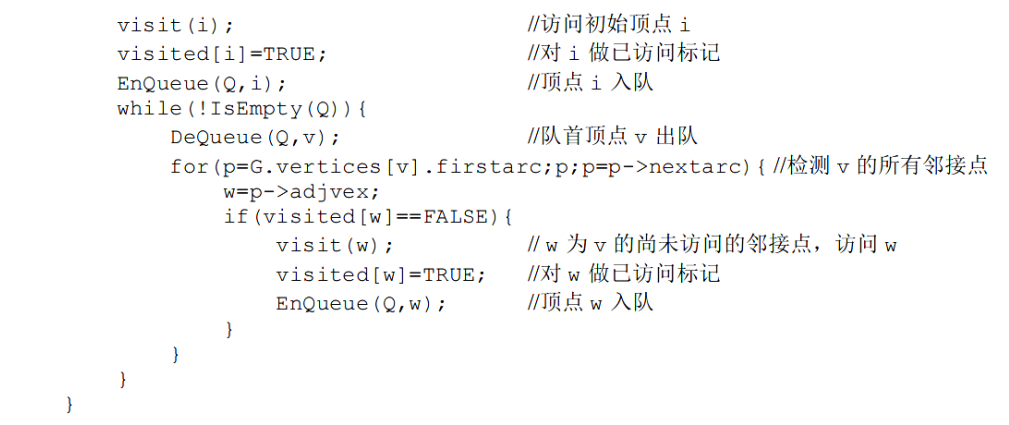 visit(i); //访问初始顶点 i
visited[i]=TRUE; //对 i 做已访问标记
EnQueue(Q,i); //顶点 i 入队
while(!IsEmpty(Q)){
DeQueue(Q,v); //队首顶点 v 出队
for(p=G.vertices[v].firstarc;p;p=p->nextarc){ //检测 v 的所有邻接点
w=p->adjvex;
if(visited[w]==FALSE){
visit(w); // w 为 v 的尚未访问的邻接点，访问 w
visited[w]=TRUE; //对 w 做已访问标记
EnQueue(Q,w); //顶点 w 入队
}
}
}
}